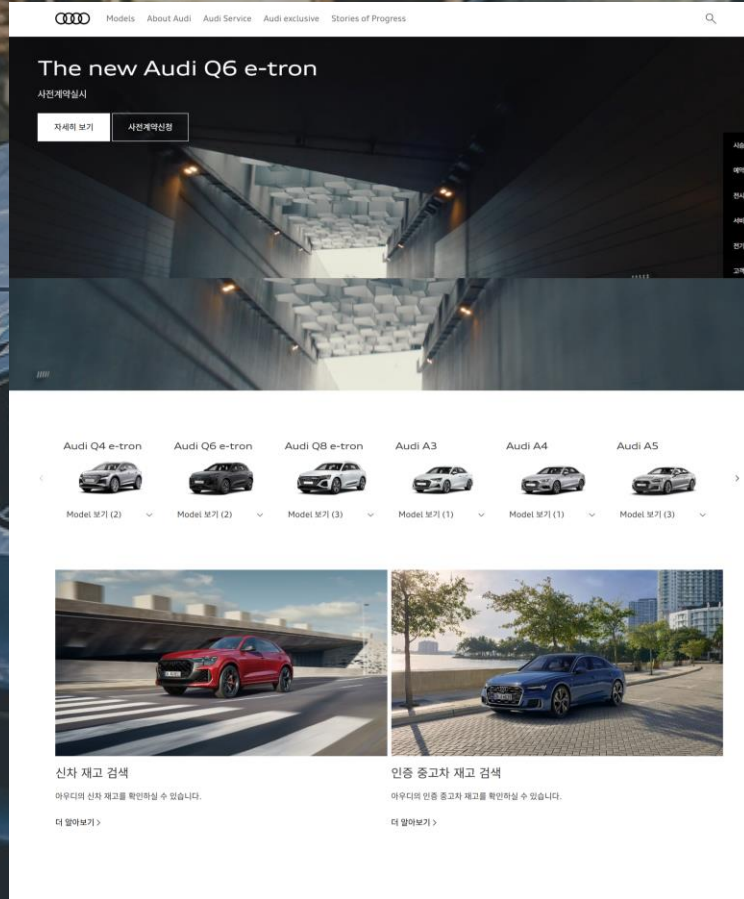 Models About Audi Audi Service Audi exclusive Stories of Progress
The new Audi Q6 e-tron
사전계약실시
자세히 보기 사전계약신청
Audi Q4 e-tron Audi Q6 e-tron Audi Q8 e-tron Audi A3 Audi A4 Audi A5
Model 보기 (2) Model 보기 (2) Model 보기 (3) Model 보기 (1) Model 보기 (1) Model 보기 (3)
신차 재고 검색
아우디의 신차 재고를 확인하실 수 있습니다.
더 알아보기 >
인증 중고차 재고 검색
아우디의 인증 중고차 재고를 확인하실 수 있습니다.
더 알아보기 >